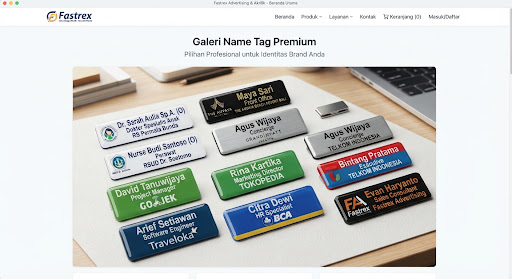 Fastrex Advertising & Akrilik - Beranda Utama
Fastrex
Beranda
Produk
Layanan
Kontak
Keranjang (0)
Masuk/Daftar
Galeri Name Tag Premium
Pilihan Profesional untuk Identitas Brand Anda
Dr. Sarah Aulia Sp.A. (O)
Dokter Spesialis Anak
RS Permata Bunda
Nurse Budi Santoso (O)
Perawat
RSUD Dr. Soetomo
David Tanuwijaya
Project Manager
GOJEK
Arief Setiawan
Software Engineer
Traveloka
Maya Sari
Front Office
Agus Wijaya
Concierge
Rina Kartika
Marketing Director
TOKOPEDIA
Citra Dewi
HR Specialist
BCA
Agus Wijaya
Concierge
TELKOM INDONESIA
Bintang Pratama
Executive
TELKOM INDONESIA
Evan Haryanto
Sales Consultant
Fastrex Advertising
FA
Fastrex